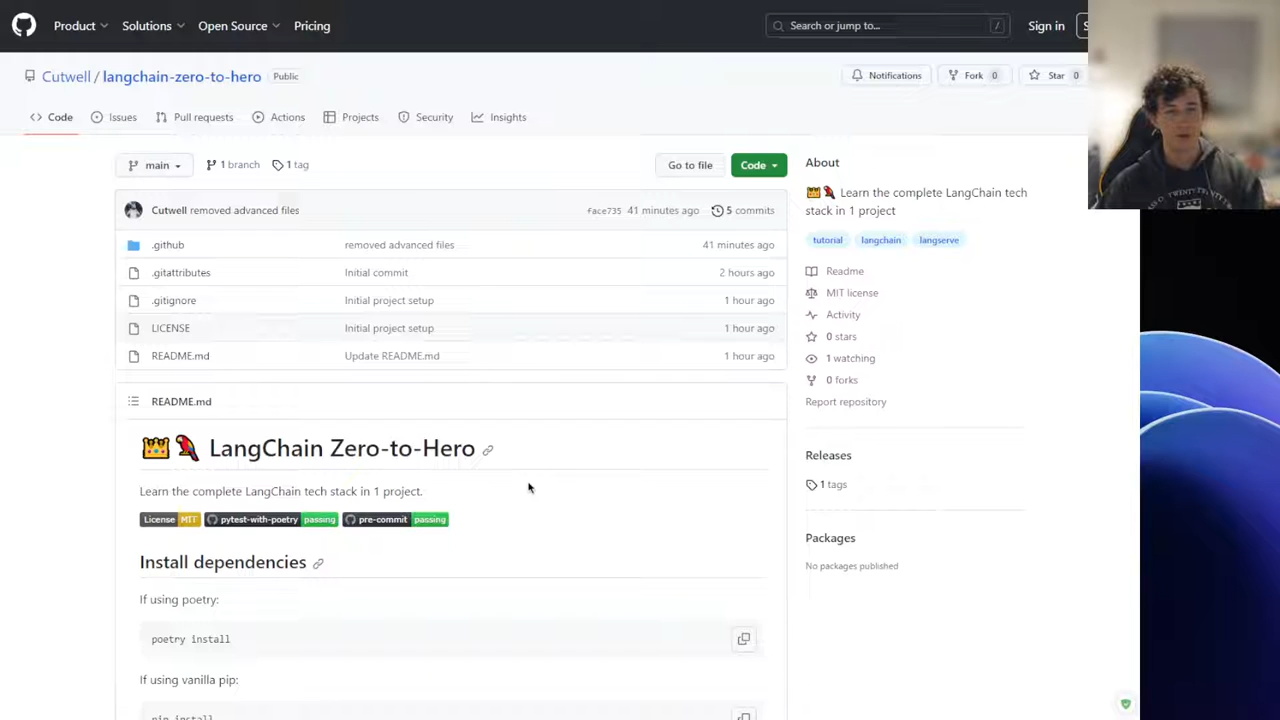 Product Solutions Open Source Pricing Search or jump to... / Sign in
Cutwell / langchain-zero-to-hero Public Notifications Fork 0 Star 0
Code Issues Pull requests Actions Projects Security Insights
main 1 branch 1 tag Go to file Code
Cutwell removed advanced files face735 41 minutes ago 5 commits
.github removed advanced files 41 minutes ago
.gitattributes Initial commit 2 hours ago
.gitignore Initial project setup 1 hour ago
LICENSE Initial project setup 1 hour ago
README.md Update README.md 1 hour ago
README.md
LangChain Zero-to-Hero
Learn the complete LangChain tech stack in 1 project.
License MIT pytest-with-poetry passing pre-commit passing
Install dependencies
If using poetry:
poetry install
If using vanilla pip:
pip install
About
Learn the complete LangChain tech
stack in 1 project
tutorial langchain langserve
Readme
MIT license
Activity
0 stars
1 watching
0 forks
Report repository
Releases
1 tags
Packages
No packages published